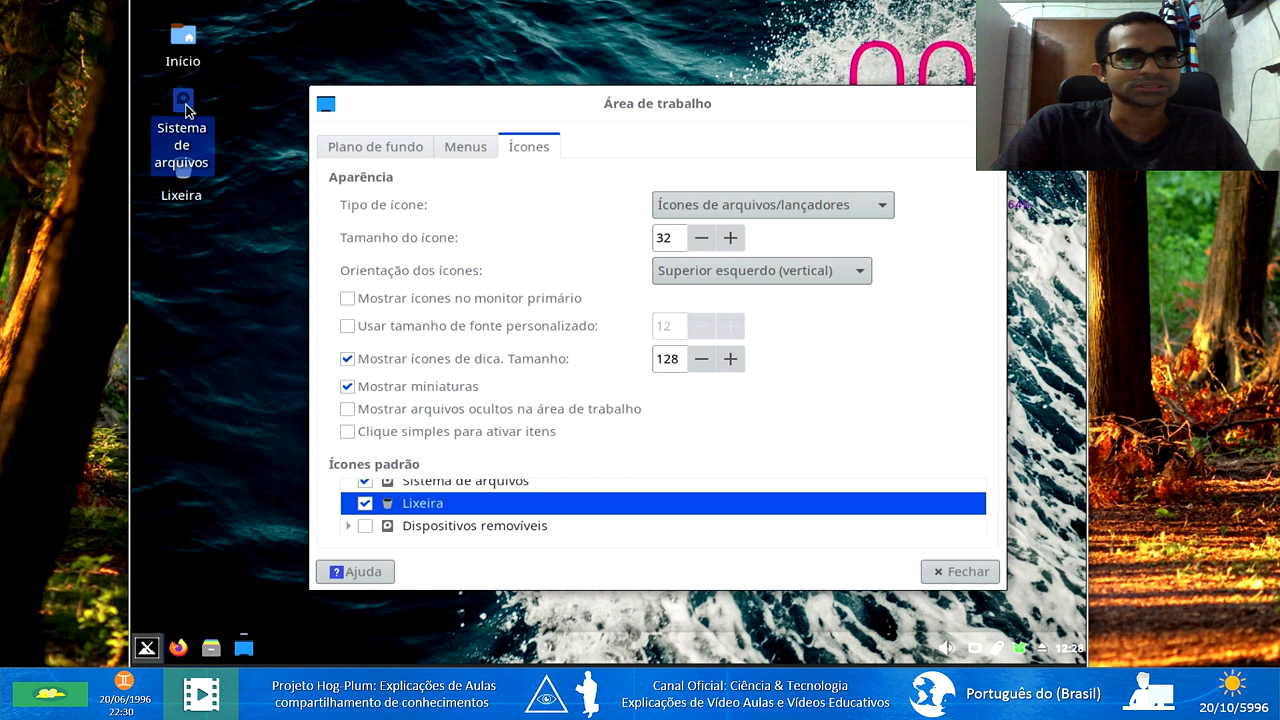 Início
Sistema
de
arquivos
Lixeira
Área de trabalho
Plano de fundo
Menus
Ícones
Aparência
Tipo de ícone:
Ícones de arquivos/lançadores
Tamanho do ícone:
32
Orientação dos ícones:
Superior esquerdo (vertical)
Mostrar ícones no monitor primário
Usar tamanho de fonte personalizado:
12
Mostrar ícones de dica. Tamanho:
128
Mostrar miniaturas
Mostrar arquivos ocultos na área de trabalho
Clique simples para ativar itens
Ícones padrão
Sistema de arquivos
Lixeira
Dispositivos removíveis
? Ajuda
Fechar
12:28
20/06/1996
22:30
Projeto Hog-Plum: Explicações de Aulas
compartilhamento de conhecimentos
Canal Oficial: Ciência & Tecnologia
Explicações de Vídeo Aulas e Vídeos Educativos
Português do (Brasil)
20/10/5996